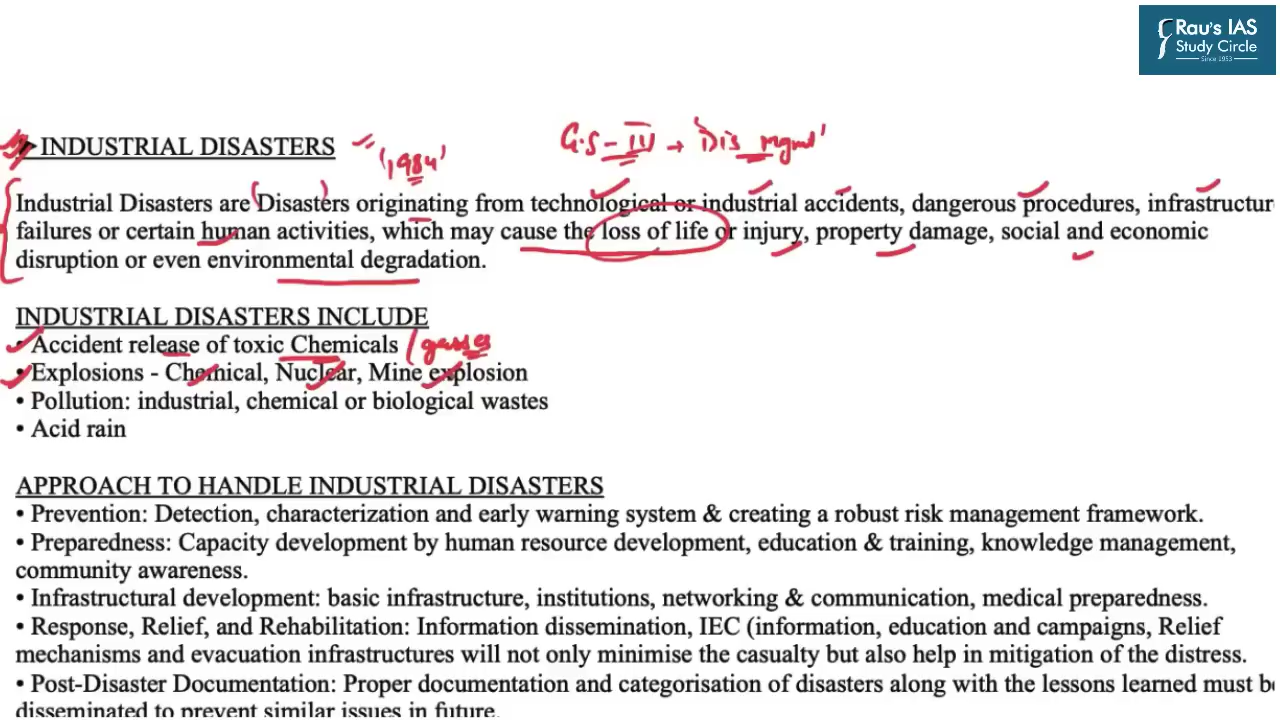 Rau's IAS
Study Circle
Since 1953
INDUSTRIAL DISASTERS
'1984'
G.S-III → 'Dis Mgmt'
Industrial Disasters are Disasters originating from technological or industrial accidents, dangerous procedures, infrastructur
failures or certain human activities, which may cause the loss of life or injury, property damage, social and economic
disruption or even environmental degradation.
INDUSTRIAL DISASTERS INCLUDE
• Accident release of toxic Chemicals / gasses
• Explosions - Chemical, Nuclear, Mine explosion
• Pollution: industrial, chemical or biological wastes
• Acid rain
APPROACH TO HANDLE INDUSTRIAL DISASTERS
• Prevention: Detection, characterization and early warning system & creating a robust risk management framework.
• Preparedness: Capacity development by human resource development, education & training, knowledge management,
community awareness.
• Infrastructural development: basic infrastructure, institutions, networking & communication, medical preparedness.
• Response, Relief, and Rehabilitation: Information dissemination, IEC (information, education and campaigns, Relief
mechanisms and evacuation infrastructures will not only minimise the casualty but also help in mitigation of the distress.
• Post-Disaster Documentation: Proper documentation and categorisation of disasters along with the lessons learned must be
disseminated to prevent similar issues in future.